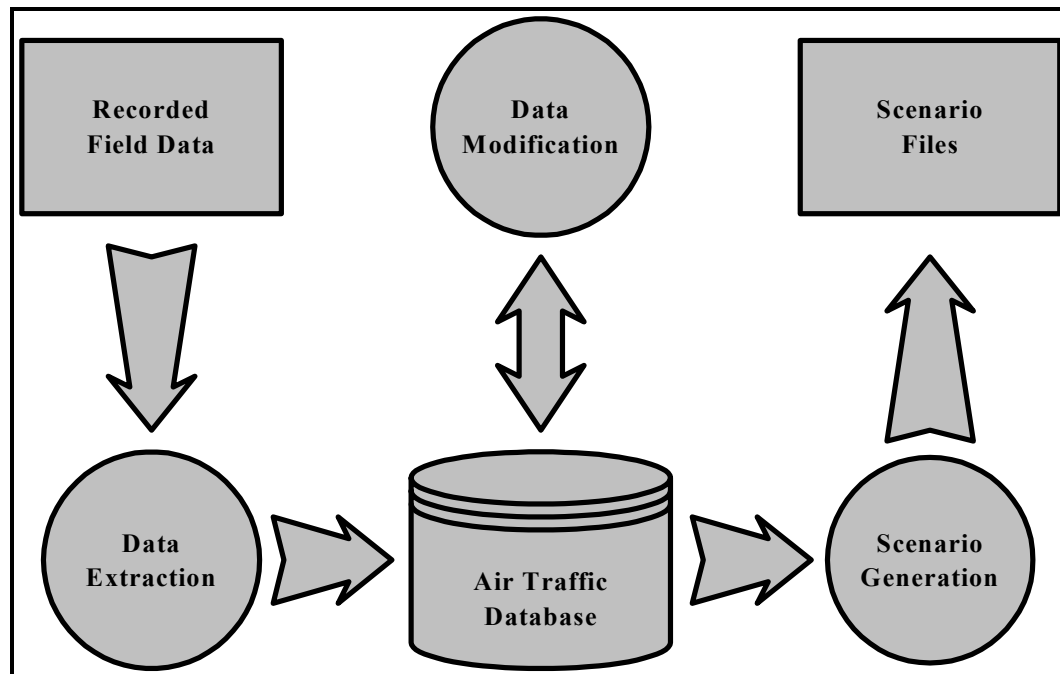 Recorded
Field Data
Data
Modification
Scenario
Files
Data
Extraction
Air Traffic
Database
Scenario
Generation